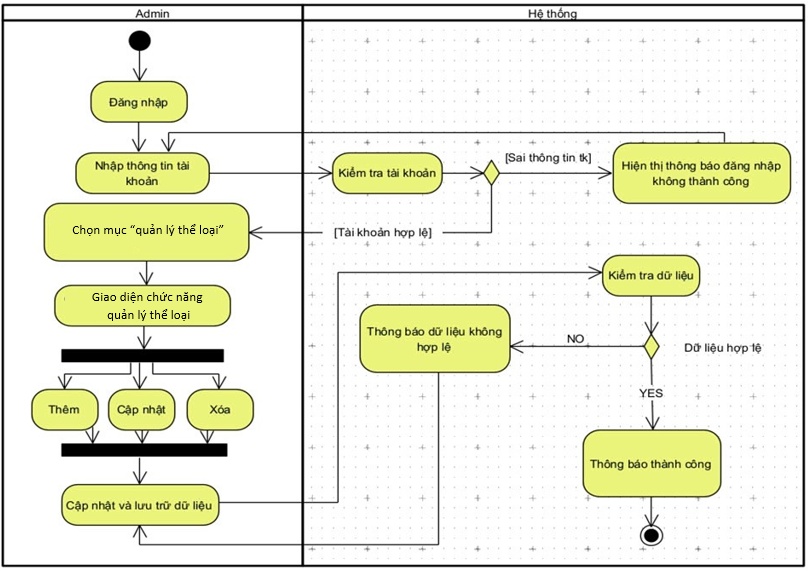 Admin
Hệ thống
Đăng nhập
Nhập thông tin tài
khoản
Kiểm tra tài khoản
[Sai thông tin tk]
Hiện thị thông báo đăng nhập
không thành công
Chọn mục “quản lý thể loại”
[Tài khoản hợp lệ]
Giao diện chức năng
quản lý thể loại
Kiểm tra dữ liệu
Thông báo dữ liệu không
hợp lệ
NO
Dữ liệu hợp lệ
YES
Thêm
Cập nhật
Xóa
Thông báo thành công
Cập nhật và lưu trữ dữ liệu